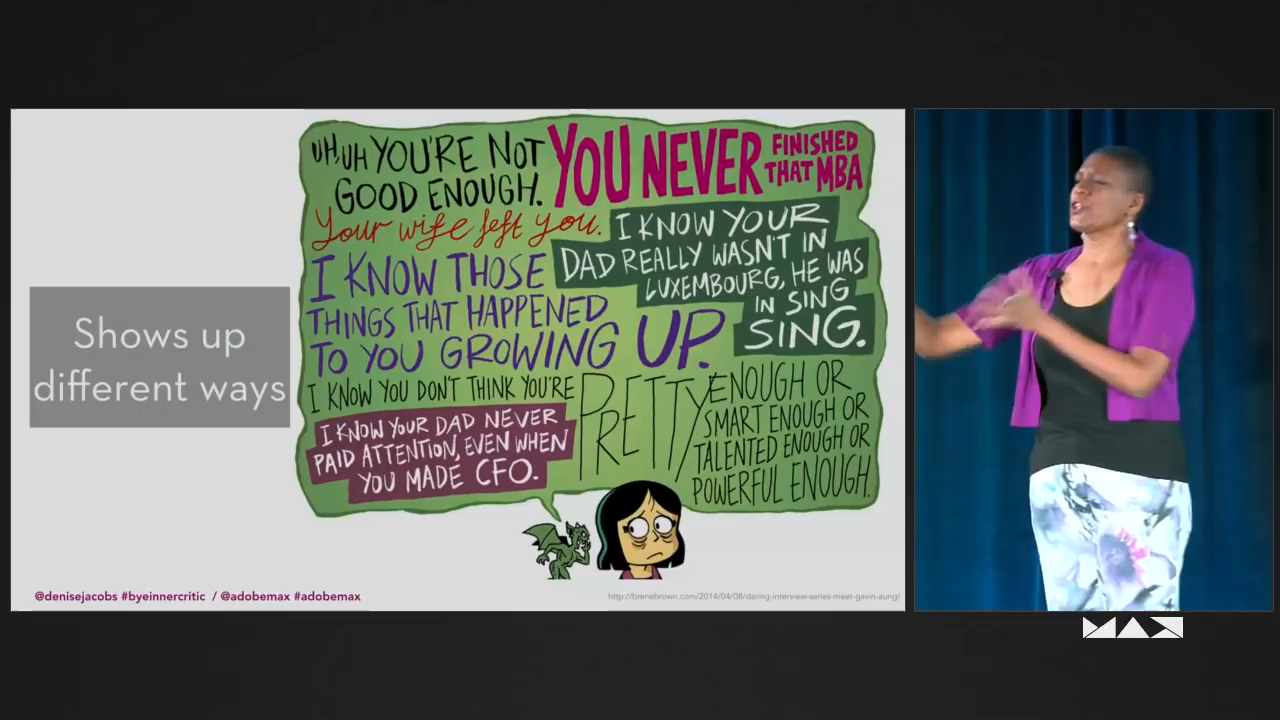 Shows up
different ways
UH, UH YOU'RE NOT
GOOD ENOUGH.
YOU NEVER FINISHED
THAT MBA
Your wife left you.
I KNOW YOUR
DAD REALLY WASN'T IN
LUXEMBOURG, HE WAS
IN SING
SING.
I KNOW THOSE
THINGS THAT HAPPENED
TO YOU GROWING UP.
I KNOW YOU DON'T THINK YOU'RE
PRETTY ENOUGH OR
SMART ENOUGH OR
TALENTED ENOUGH OR
POWERFUL ENOUGH.
I KNOW YOUR DAD NEVER
PAID ATTENTION, EVEN WHEN
YOU MADE CFO.
@denisejacobs #byeinnercritic / @adobemax #adobemax
http://brenebrown.com/2014/04/08/daring-interview-series-meet-gavin-aung/
MAX